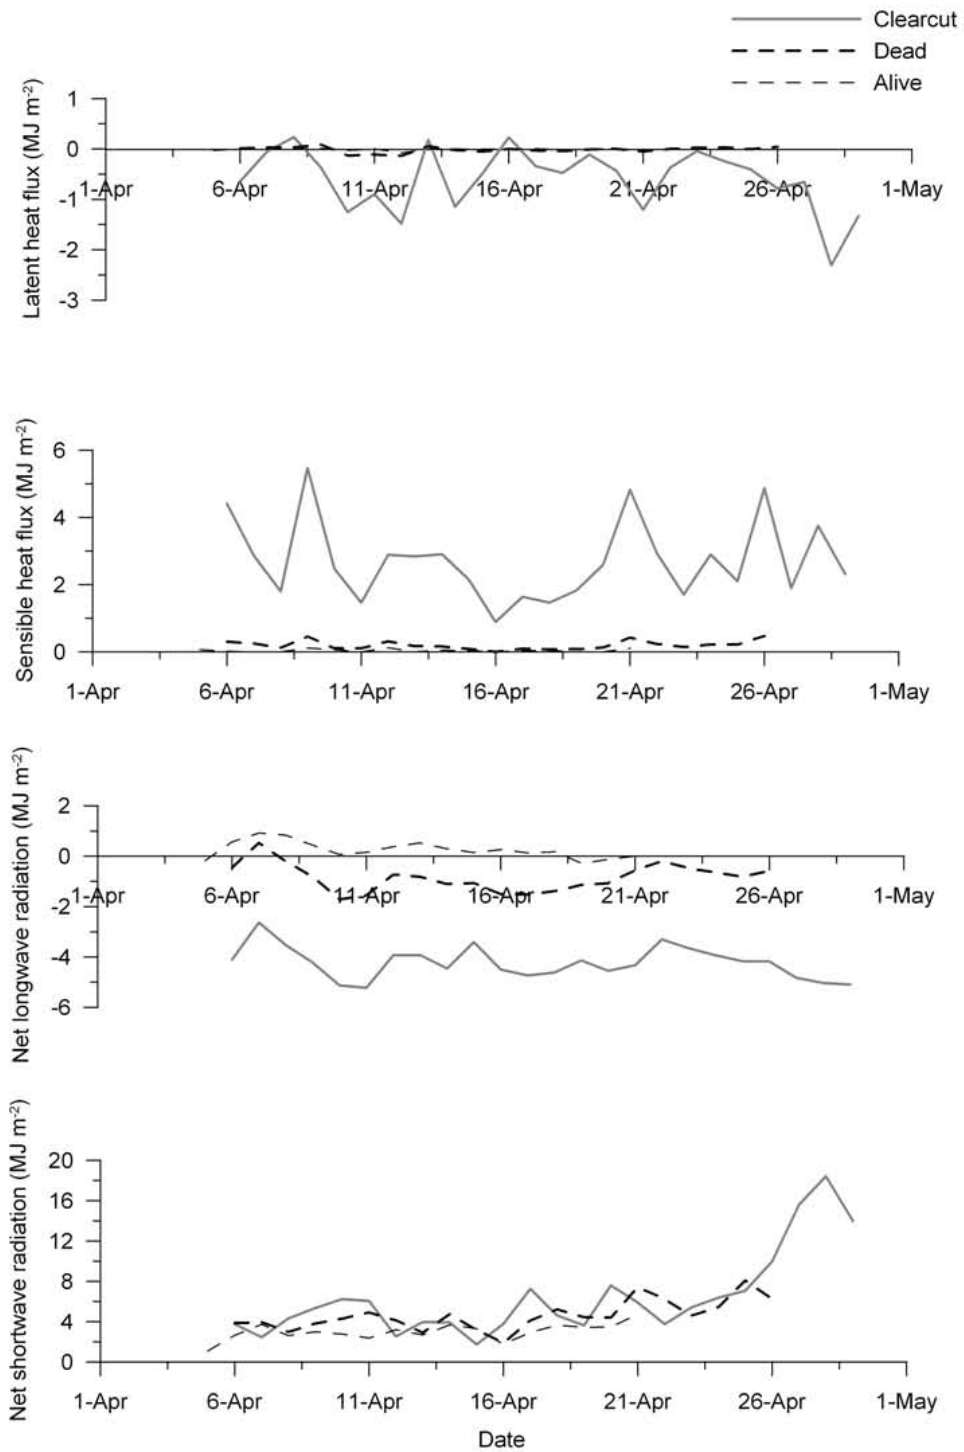 Clearcut
Dead
Alive
Latent heat flux (MJ m-2)
1
0
-1
-2
-3
1-Apr 6-Apr 11-Apr 16-Apr 21-Apr 26-Apr 1-May
Sensible heat flux (MJ m-2)
6
4
2
0
1-Apr 6-Apr 11-Apr 16-Apr 21-Apr 26-Apr 1-May
Net longwave radiation (MJ m-2)
2
0
-2
-4
-6
1-Apr 6-Apr 11-Apr 16-Apr 21-Apr 26-Apr 1-May
Net shortwave radiation (MJ m-2)
20
16
12
8
4
0
1-Apr 6-Apr 11-Apr 16-Apr 21-Apr 26-Apr 1-May
Date